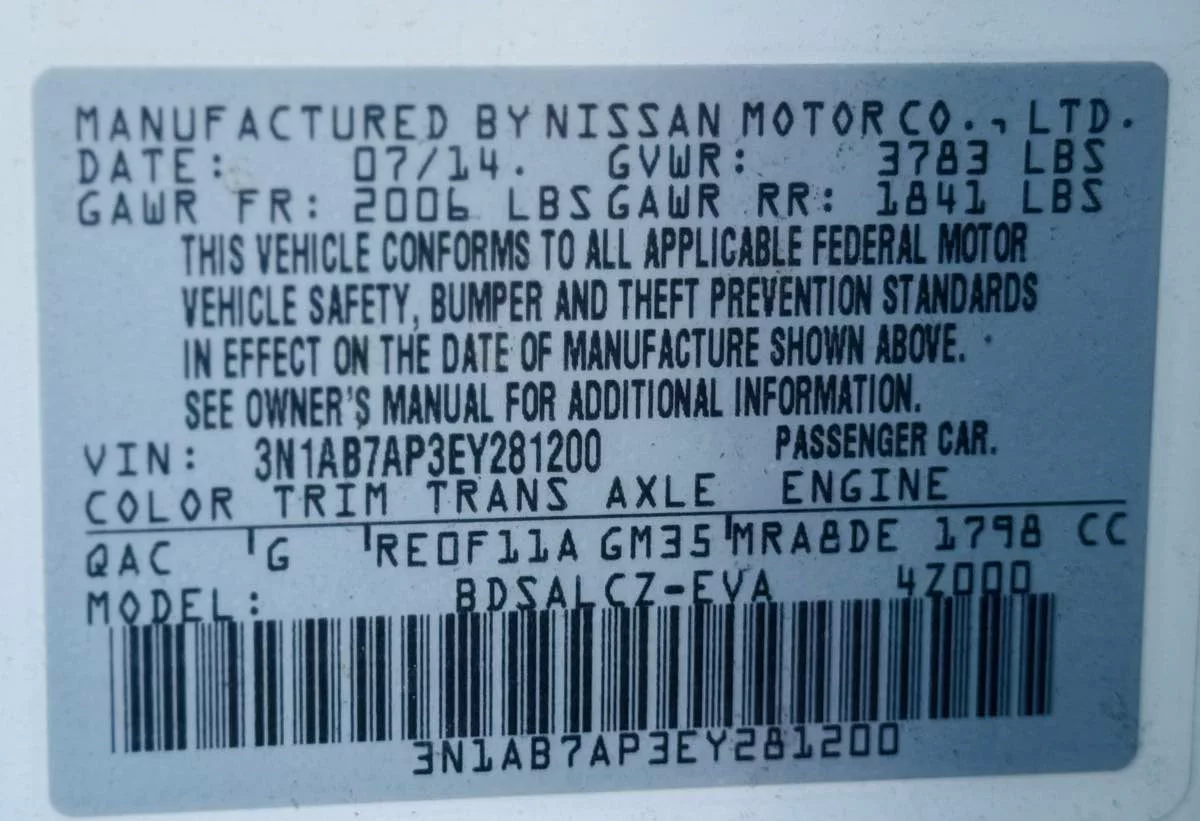 MANUFACTURED BY NISSAN MOTOR CO., LTD.
DATE: 07/14. GVWR: 3783 LBS
GAWR FR: 2006 LBS GAWR RR: 1841 LBS
THIS VEHICLE CONFORMS TO ALL APPLICABLE FEDERAL MOTOR
VEHICLE SAFETY, BUMPER AND THEFT PREVENTION STANDARDS
IN EFFECT ON THE DATE OF MANUFACTURE SHOWN ABOVE.
SEE OWNER'S MANUAL FOR ADDITIONAL INFORMATION.
VIN: 3N1AB7AP3EY281200 PASSENGER CAR.
COLOR TRIM TRANS AXLE ENGINE
QAC G RE0F11A GM35 MRA8DE 1798 CC
MODEL: BDSALCZ-EVA 4Z000
3N1AB7AP3EY281200